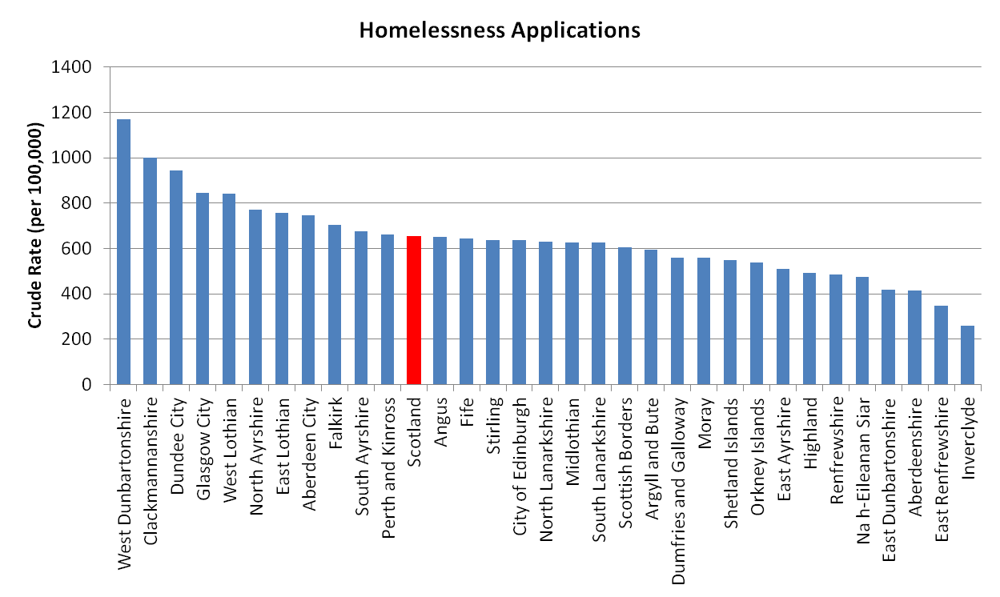 Homelessness Applications
Crude Rate (per 100,000)
1400
1200
1000
800
600
400
200
0
West Dunbartonshire
Clackmannanshire
Dundee City
Glasgow City
West Lothian
North Ayrshire
East Lothian
Aberdeen City
Falkirk
South Ayrshire
Perth and Kinross
Scotland
Angus
Fife
Stirling
City of Edinburgh
North Lanarkshire
Midlothian
South Lanarkshire
Scottish Borders
Argyll and Bute
Dumfries and Galloway
Moray
Shetland Islands
Orkney Islands
East Ayrshire
Highland
Renfrewshire
Na h-Eileanan Siar
East Dunbartonshire
Aberdeenshire
East Renfrewshire
Inverclyde